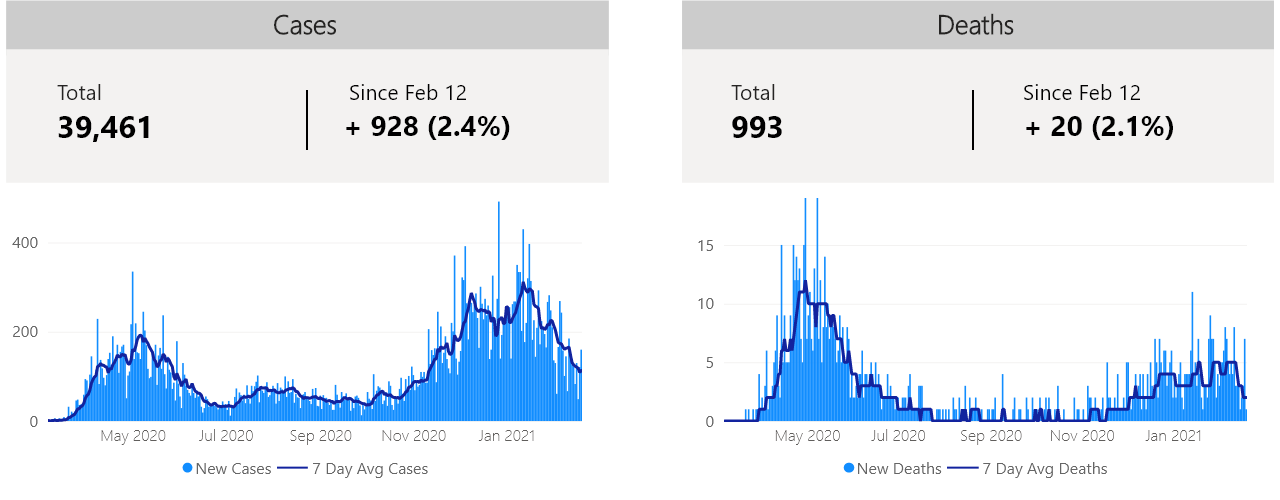 Cases
Total
Since Feb 12
39,461
+ 928 (2.4%)
400
200
0
May 2020
Jul 2020
Sep 2020
Nov 2020
Jan 2021
New Cases
7 Day Avg Cases
Deaths
Total
Since Feb 12
993
+ 20 (2.1%)
15
10
5
0
May 2020
Jul 2020
Sep 2020
Nov 2020
Jan 2021
New Deaths
7 Day Avg Deaths